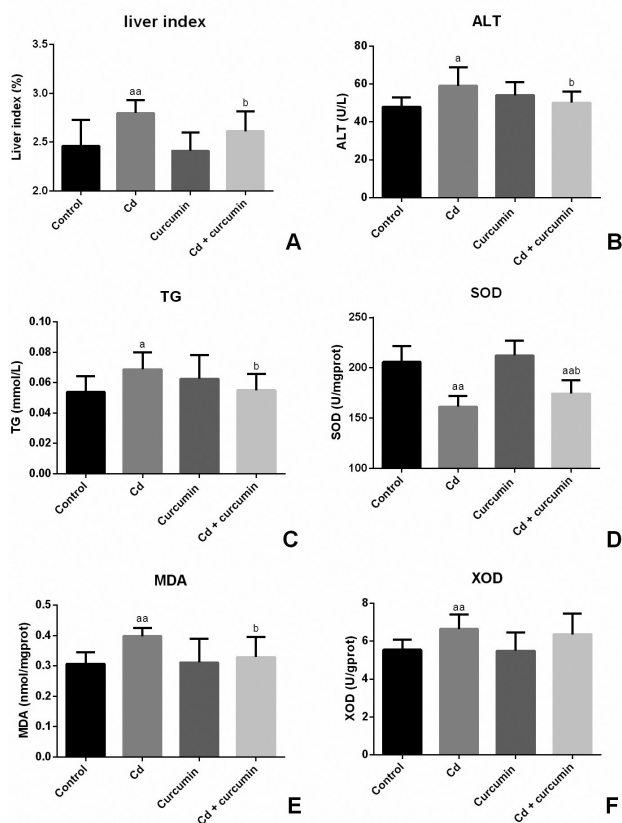 liver index
Liver index (%)
3.5
3.0
2.5
2.0
aa
b
Control
Cd
Curcumin
Cd + curcumin
A
ALT
ALT (U/L)
80
60
40
20
0
a
b
Control
Cd
Curcumin
Cd + curcumin
B
TG
TG (mmol/L)
0.10
0.08
0.06
0.04
0.02
0.00
a
b
Control
Cd
Curcumin
Cd + curcumin
C
SOD
SOD (U/mgprot)
250
200
150
100
aa
aab
Control
Cd
Curcumin
Cd + curcumin
D
MDA
MDA (nmol/mgprot)
0.5
0.4
0.3
0.2
0.1
0.0
aa
b
Control
Cd
Curcumin
Cd + curcumin
E
XOD
XOD (U/gprot)
8
6
4
2
0
aa
Control
Cd
Curcumin
Cd + curcumin
F